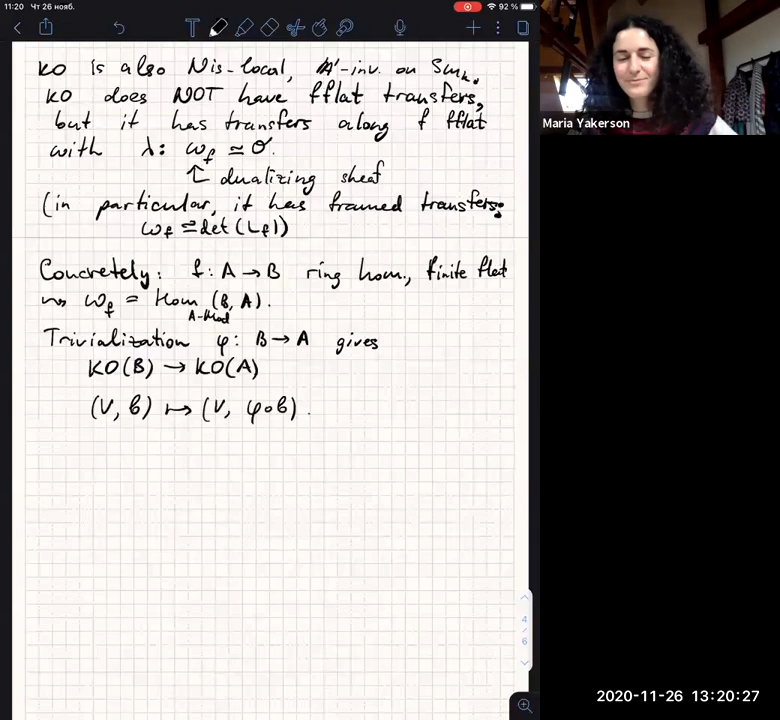 11:20 Чт 26 нояб.
92 %
KO is also Nis-local, A¹-inv. on Smₖ.
KO does NOT have fflat transfers,
but it has transfers along f fflat
with λ: ω_f ≃ O.
↑ dualizing sheaf
(in particular, it has framed transfers:
ω_f ≃ det(L_f))
Concretely: f: A → B ring hom., finite flat
⇝ ω_f = Hom_{A-Mod}(B, A).
Trivialization φ: B → A gives
KO(B) → KO(A)
(V, b) ↦ (V, φ∘b).
Maria Yakerson
4
/
6
2020-11-26 13:20:27